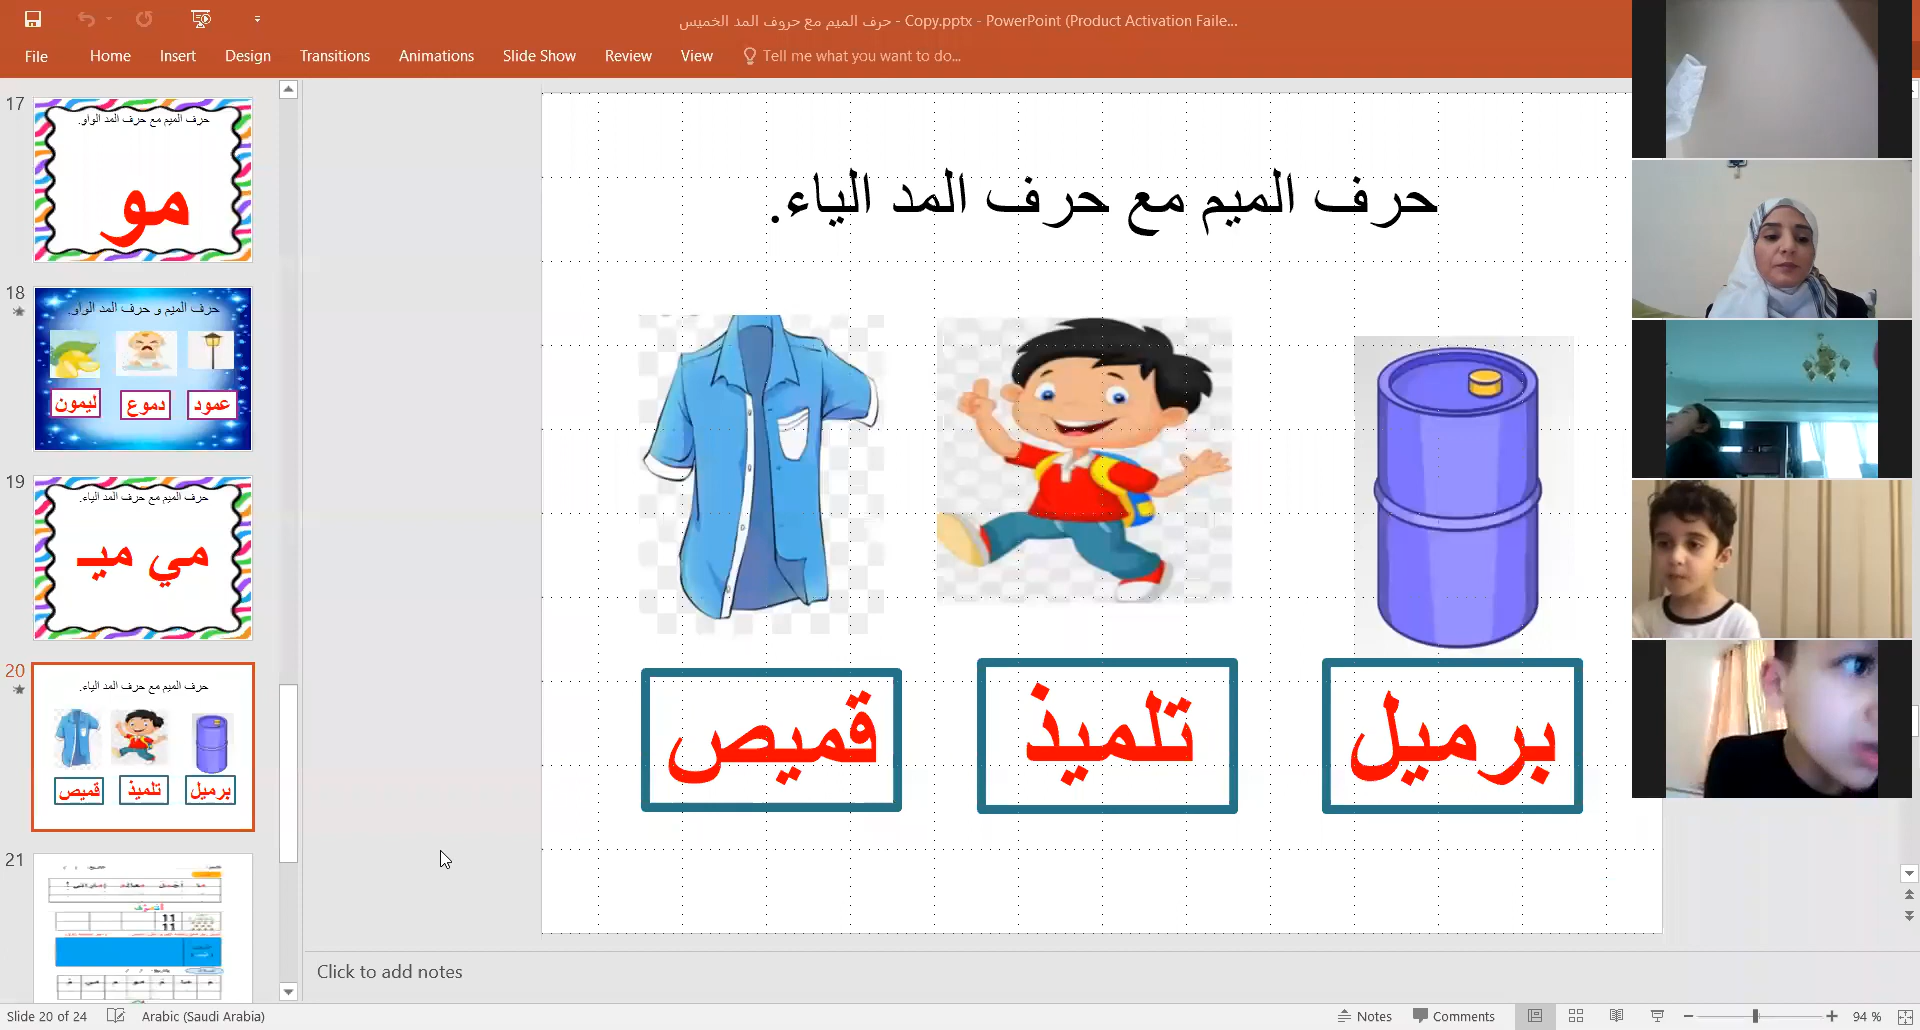 حرف الميم مع حروف المد الخميس - Copy.pptx - PowerPoint (Product Activation Faile...
File Home Insert Design Transitions Animations Slide Show Review View Tell me what you want to do...
17
حرف الميم مع حرف المد الواو.
مو
18
حرف الميم و حرف المد الواو.
عمود دموع ليمون
19
حرف الميم مع حرف المد الياء.
مي ميـ
20
حرف الميم مع حرف المد الياء.
برميل تلميذ قميص
21
11
11
حرف الميم مع حرف المد الياء.
برميل تلميذ قميص
Click to add notes
Slide 20 of 24 Arabic (Saudi Arabia) Notes Comments 94 %